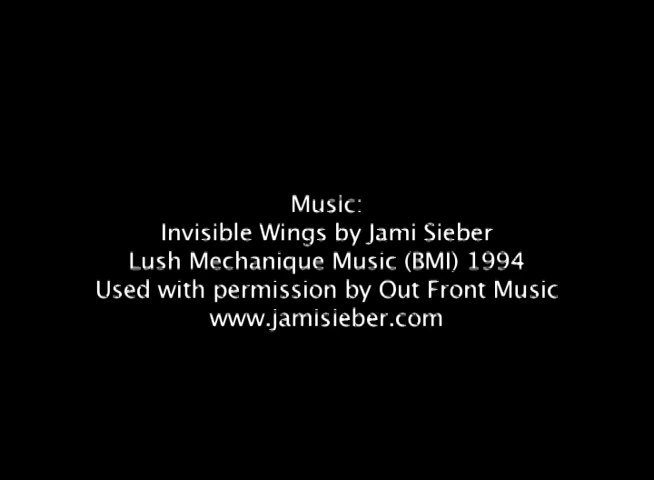 Music:
Invisible Wings by Jami Sieber
Lush Mechanique Music (BMI) 1994
Used with permission by Out Front Music
www.jamisieber.com